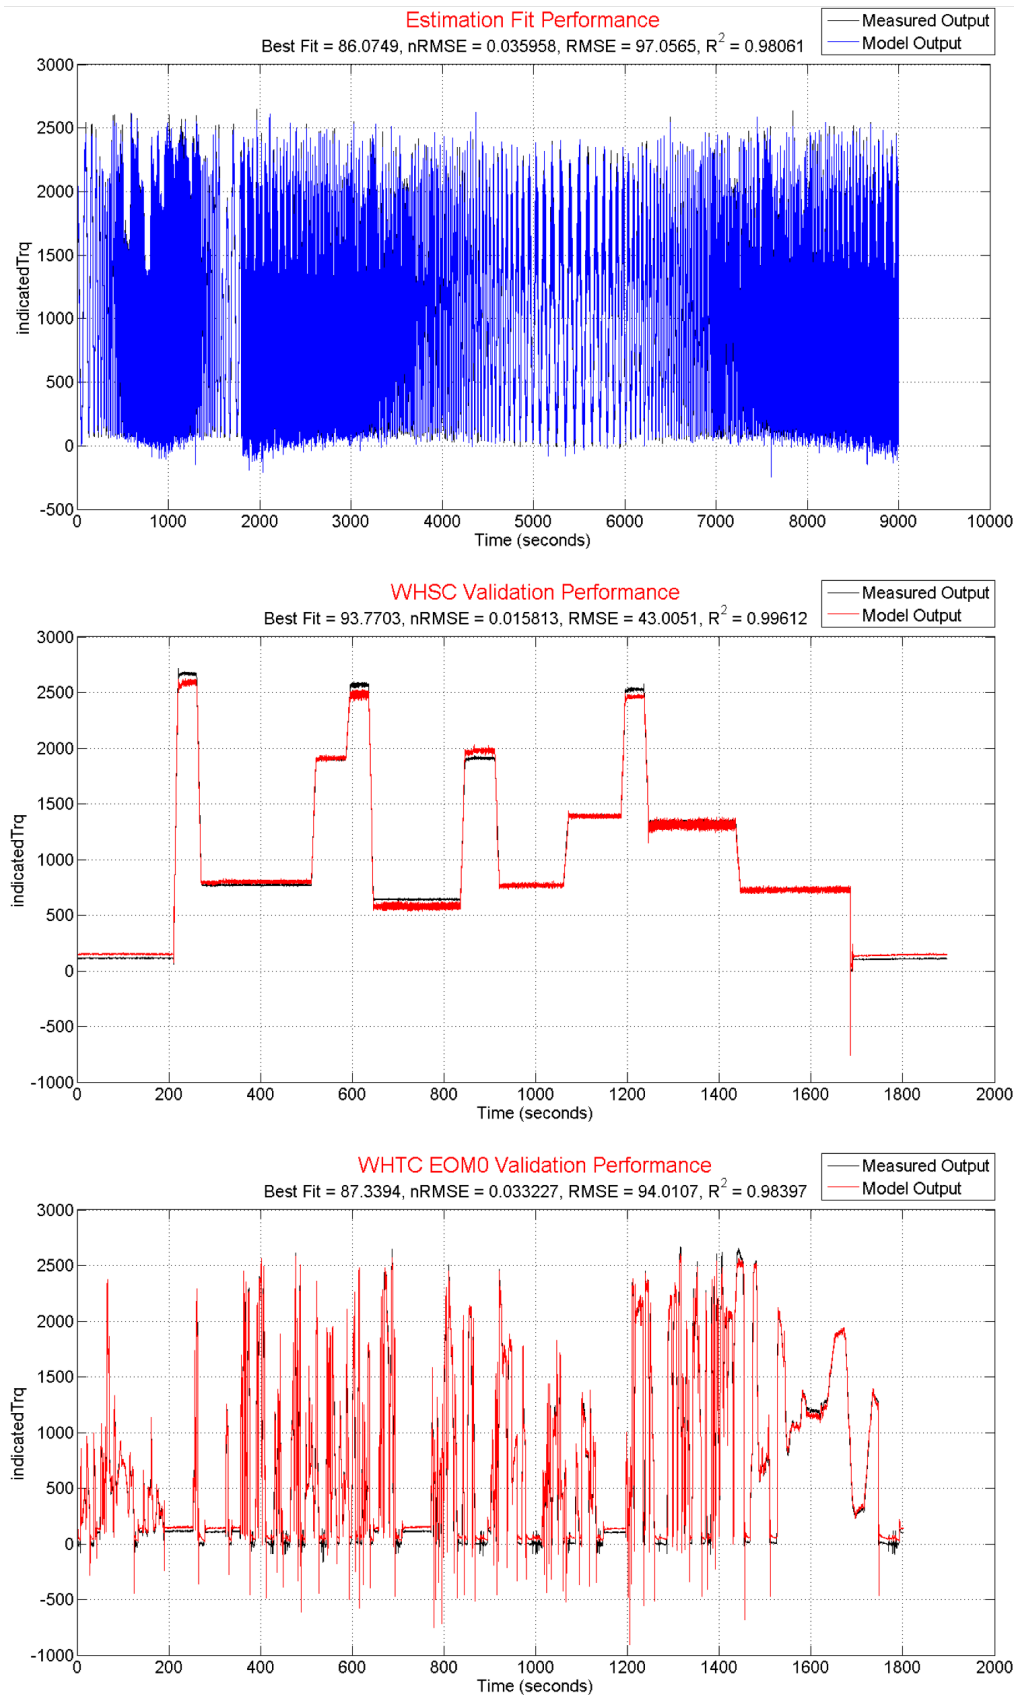 Estimation Fit Performance
Best Fit = 86.0749, nRMSE = 0.035958, RMSE = 97.0565, R² = 0.98061
Measured Output
Model Output
3000
2500
2000
1500
1000
500
0
-500
indicatedTrq
0 1000 2000 3000 4000 5000 6000 7000 8000 9000 10000
Time (seconds)
WHSC Validation Performance
Best Fit = 93.7703, nRMSE = 0.015813, RMSE = 43.0051, R² = 0.99612
Measured Output
Model Output
3000
2500
2000
1500
1000
500
0
-500
-1000
indicatedTrq
0 200 400 600 800 1000 1200 1400 1600 1800 2000
Time (seconds)
WHTC EOM0 Validation Performance
Best Fit = 87.3394, nRMSE = 0.033227, RMSE = 94.0107, R² = 0.98397
Measured Output
Model Output
3000
2500
2000
1500
1000
500
0
-500
-1000
indicatedTrq
0 200 400 600 800 1000 1200 1400 1600 1800 2000
Time (seconds)